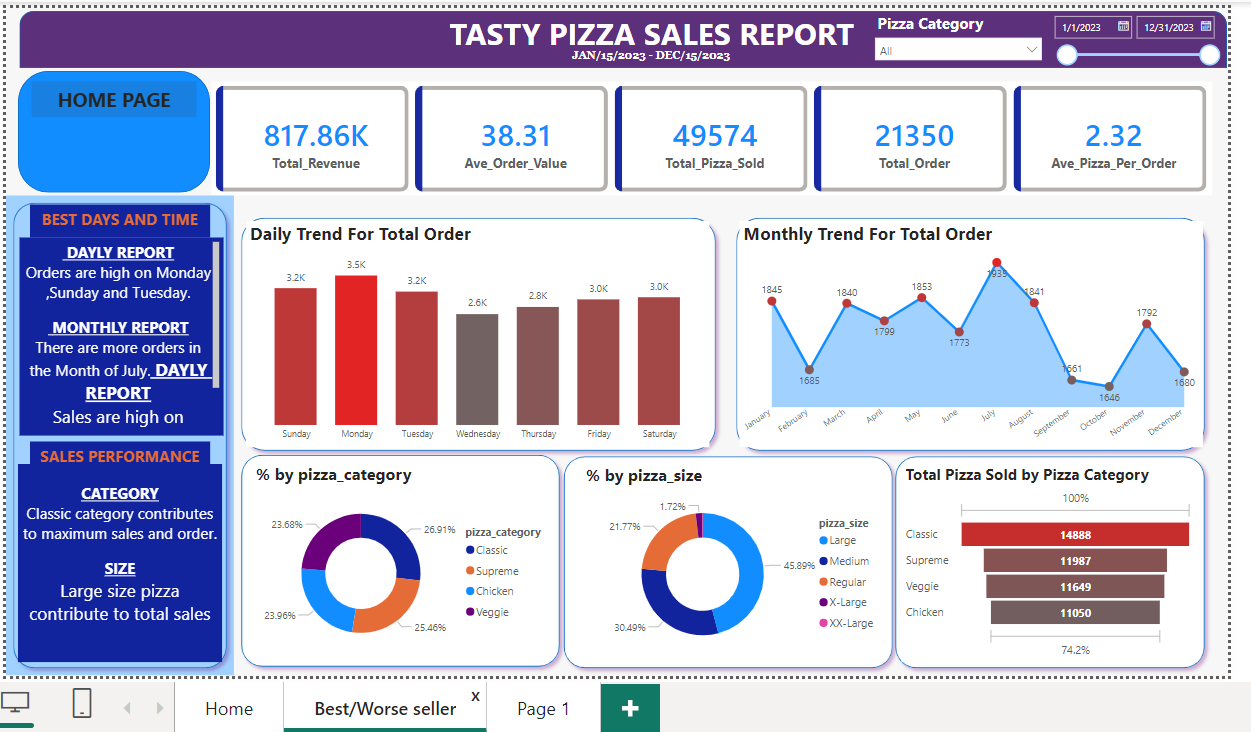 TASTY PIZZA SALES REPORT
JAN/15/2023 - DEC/15/2023
Pizza Category
All
1/1/2023
12/31/2023
HOME PAGE
817.86K
Total_Revenue
38.31
Ave_Order_Value
49574
Total_Pizza_Sold
21350
Total_Order
2.32
Ave_Pizza_Per_Order
BEST DAYS AND TIME
DAYLY REPORT
Orders are high on Monday
,Sunday and Tuesday.
MONTHLY REPORT
There are more orders in
the Month of July. DAYLY
REPORT
Sales are high on
SALES PERFORMANCE
CATEGORY
Classic category contributes
to maximum sales and order.
SIZE
Large size pizza
contribute to total sales
Daily Trend For Total Order
3.2K
3.5K
3.2K
2.6K
2.8K
3.0K
3.0K
Sunday
Monday
Tuesday
Wednesday
Thursday
Friday
Saturday
Monthly Trend For Total Order
1845
1685
1840
1799
1853
1773
1935
1841
1661
1646
1792
1680
January
February
March
April
May
June
July
August
September
October
November
December
% by pizza_category
23.68%
26.91%
23.96%
25.46%
pizza_category
Classic
Supreme
Chicken
Veggie
% by pizza_size
1.72%
21.77%
45.89%
30.49%
pizza_size
Large
Medium
Regular
X-Large
XX-Large
Total Pizza Sold by Pizza Category
100%
Classic
14888
Supreme
11987
Veggie
11649
Chicken
11050
74.2%
Home
Best/Worse seller
x
Page 1
+